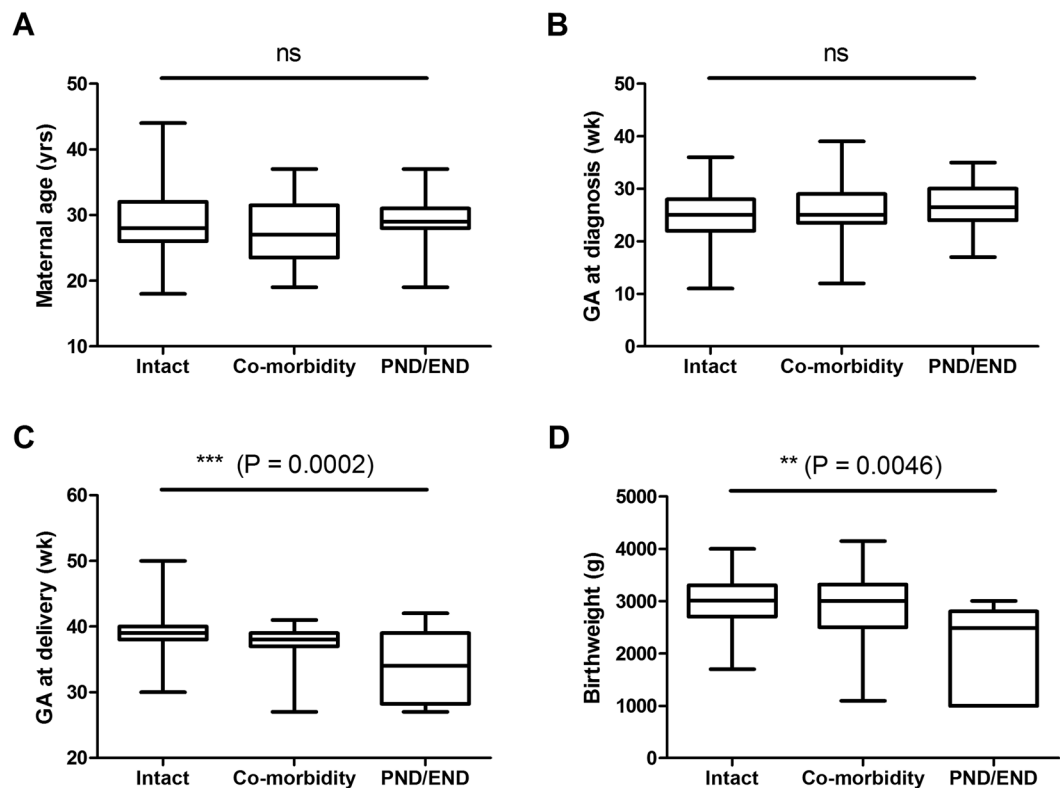 A
ns
Maternal age (yrs)
50
40
30
20
10
Intact Co-morbidity PND/END
B
ns
GA at diagnosis (wk)
50
40
30
20
10
0
Intact Co-morbidity PND/END
C
*** (P = 0.0002)
GA at delivery (wk)
60
50
40
30
20
Intact Co-morbidity PND/END
D
** (P = 0.0046)
Birthweight (g)
5000
4000
3000
2000
1000
0
Intact Co-morbidity PND/END